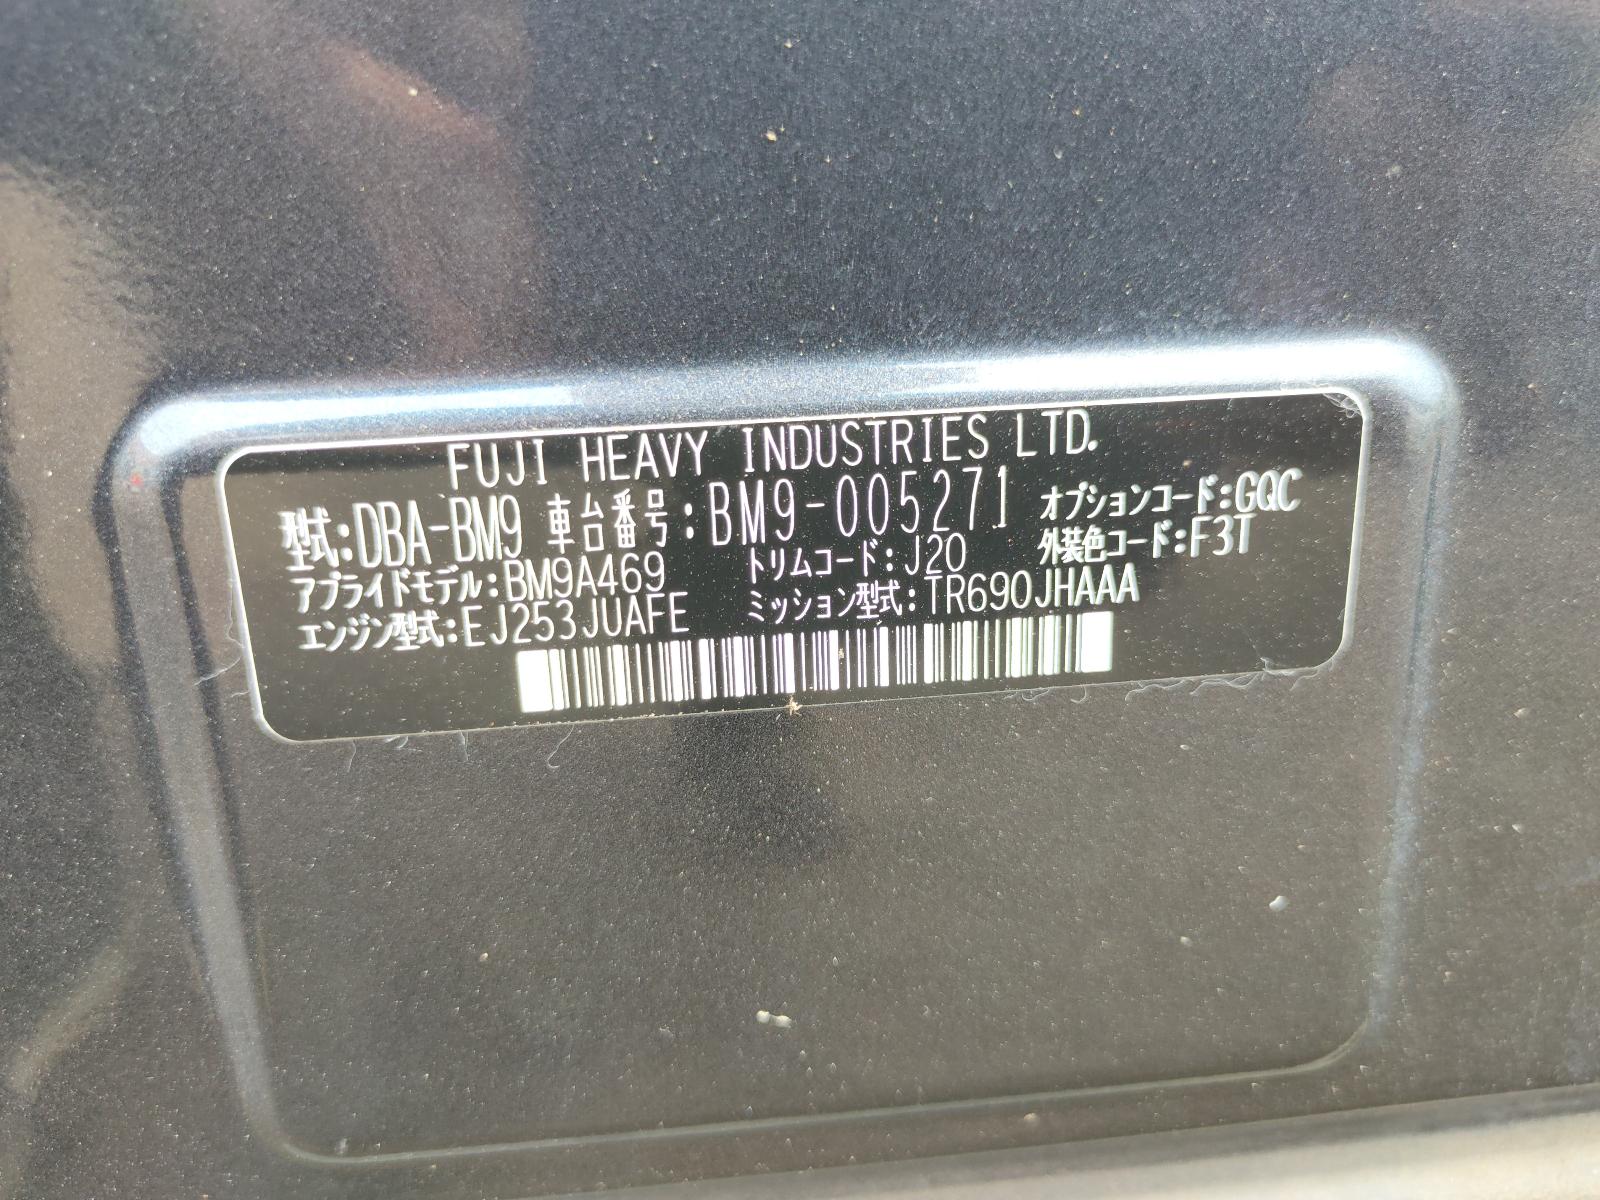 FUJI HEAVY INDUSTRIES LTD.
型式:DBA-BM9 車台番号:BM9-005271 オプションコード:GQC
アプライドモデル:BM9A469 トリムコード:J20 外装色コード:F3T
エンジン型式:EJ253JUAFE ミッション型式:TR690JHAAA